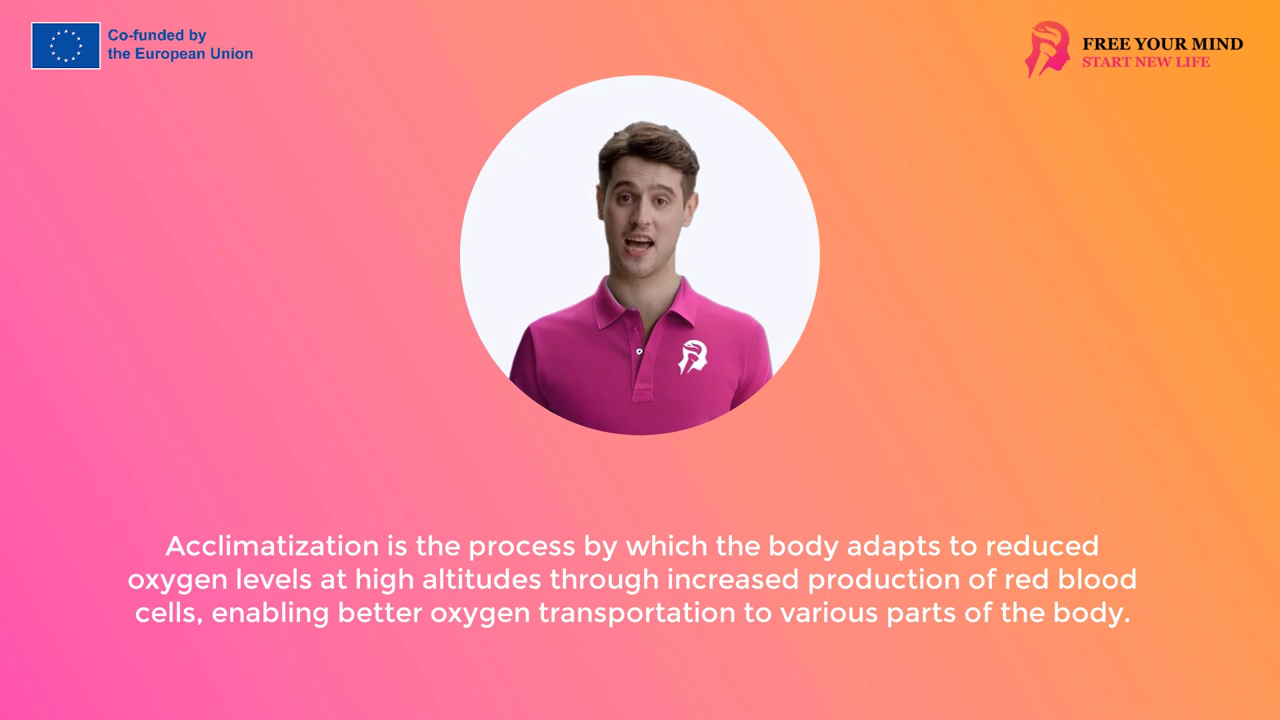 Co-funded by
the European Union
FREE YOUR MIND
START NEW LIFE
Acclimatization is the process by which the body adapts to reduced
oxygen levels at high altitudes through increased production of red blood
cells, enabling better oxygen transportation to various parts of the body.